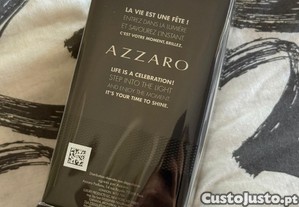 LA VIE EST UNE FÊTE !
ENTREZ DANS LA LUMIÈRE
ET SAVOUREZ L'INSTANT.
C'EST VOTRE MOMENT, BRILLEZ.
AZZARO
LIFE IS A CELEBRATION!
STEP INTO THE LIGHT
AND ENJOY THE MOMENT.
IT'S YOUR TIME TO SHINE.
CustoJusto.pt